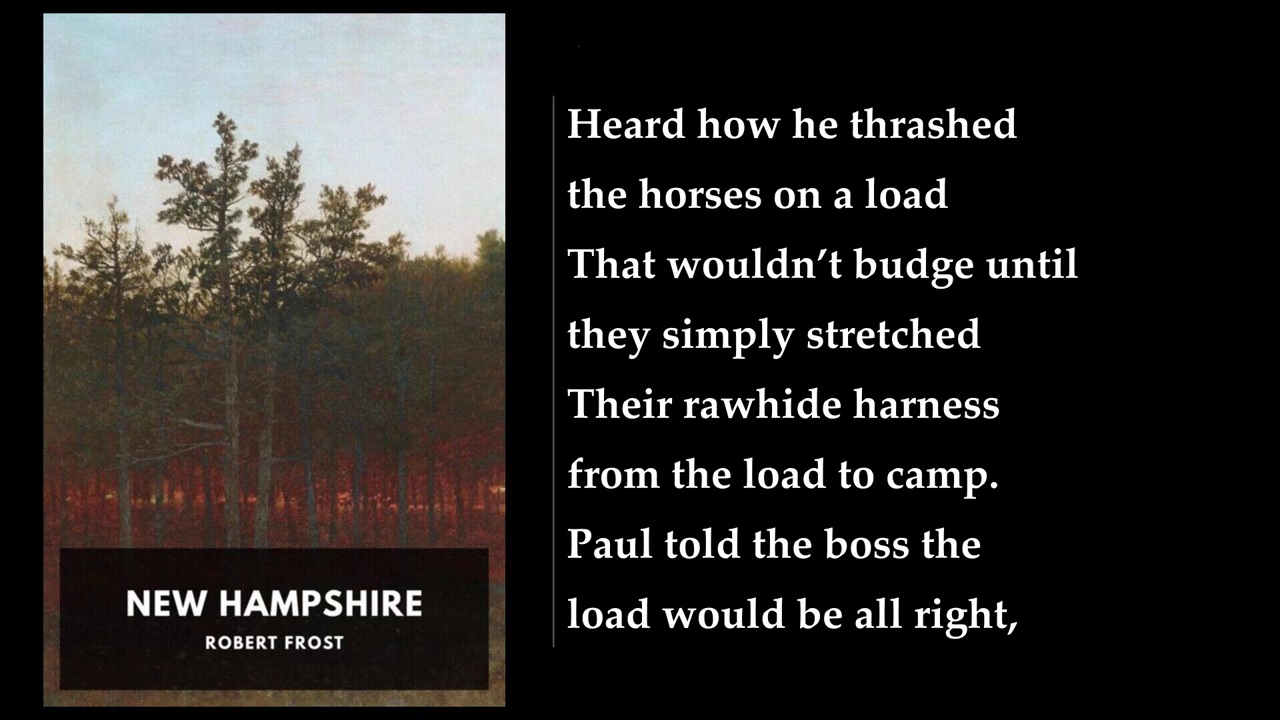 NEW HAMPSHIRE
ROBERT FROST
Heard how he thrashed
the horses on a load
That wouldn’t budge until
they simply stretched
Their rawhide harness
from the load to camp.
Paul told the boss the
load would be all right,